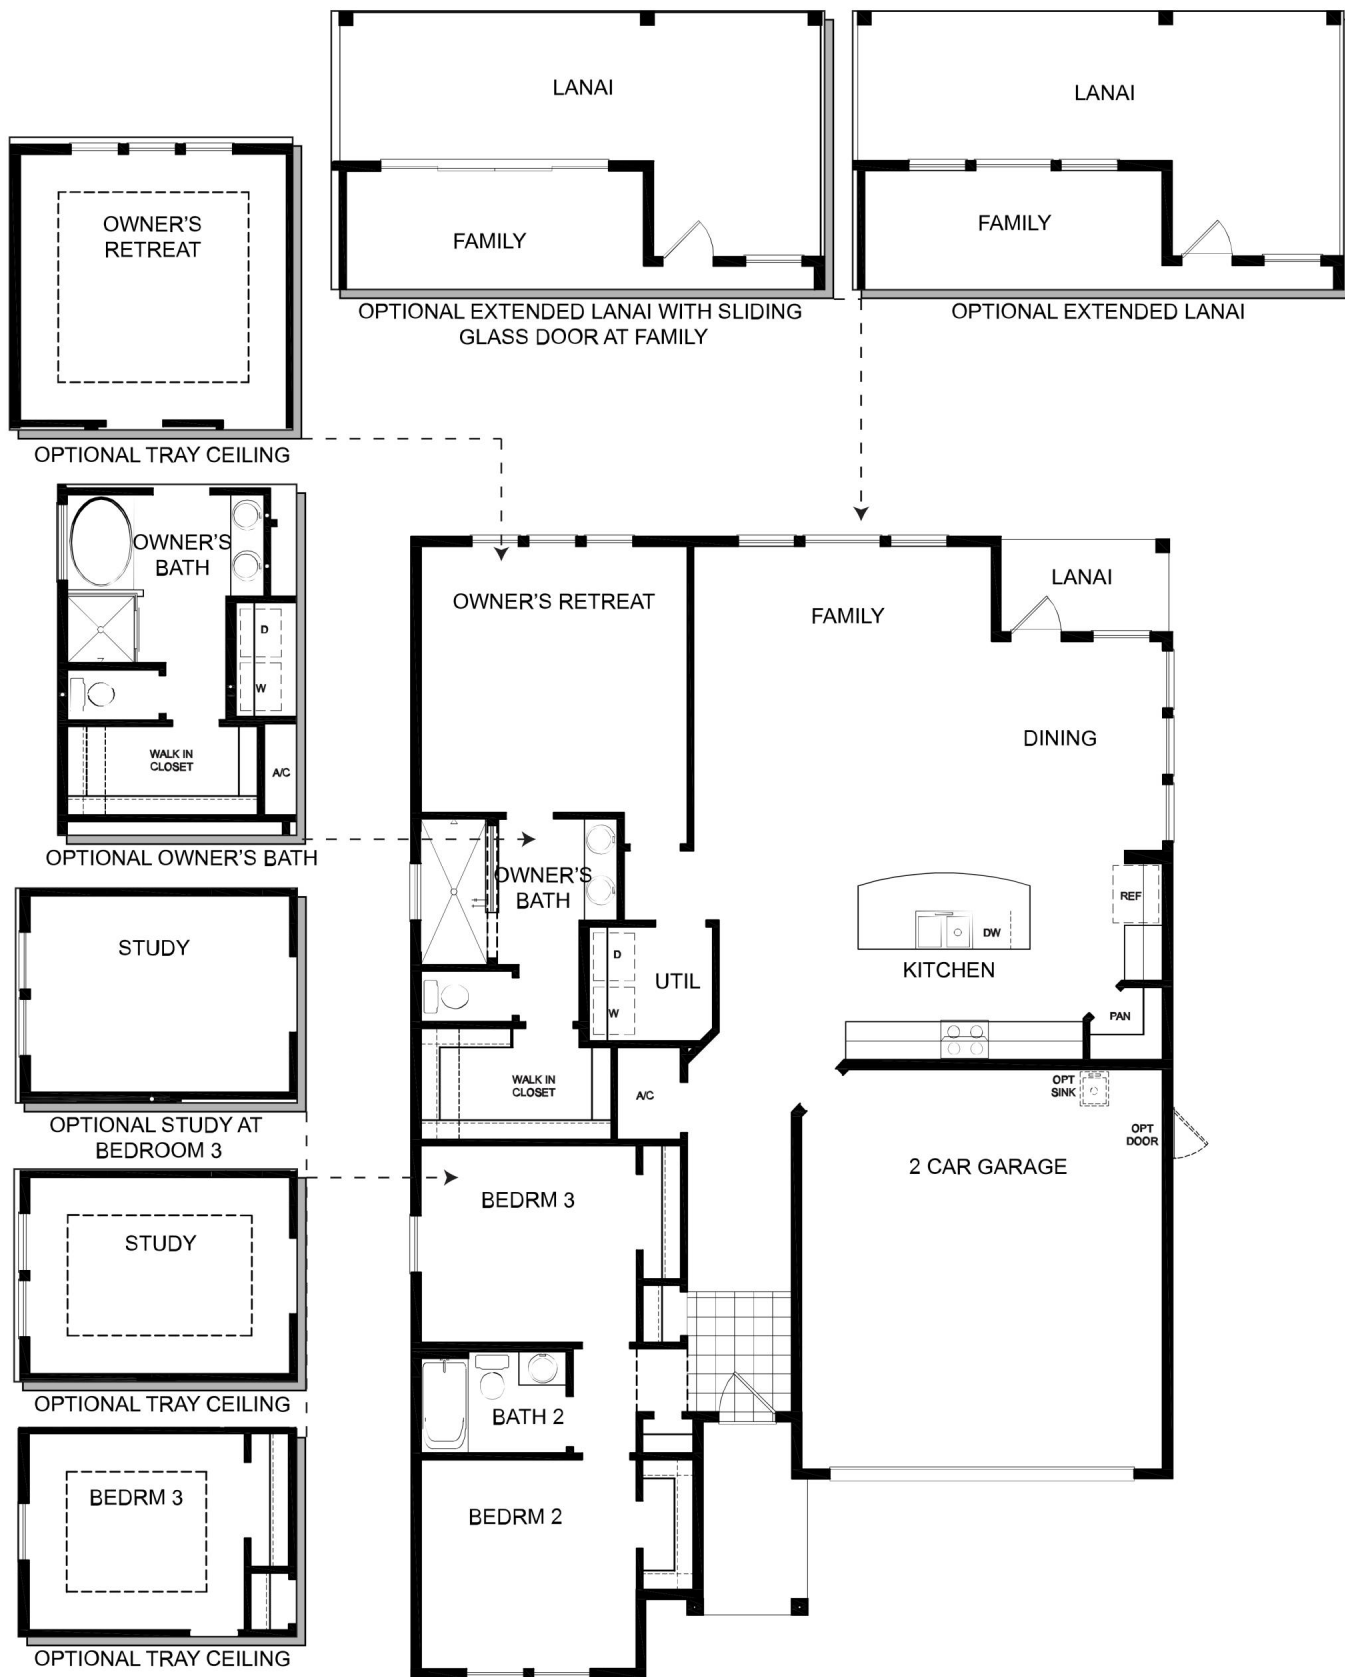 LANAI
FAMILY
OPTIONAL EXTENDED LANAI WITH SLIDING
GLASS DOOR AT FAMILY
LANAI
FAMILY
OPTIONAL EXTENDED LANAI
OWNER'S
RETREAT
OPTIONAL TRAY CEILING
OWNER'S
BATH
D
W
WALK IN
CLOSET
A/C
OPTIONAL OWNER'S BATH
STUDY
OPTIONAL STUDY AT
BEDROOM 3
STUDY
OPTIONAL TRAY CEILING
BEDRM 3
OPTIONAL TRAY CEILING
OWNER'S RETREAT
FAMILY
LANAI
DINING
OWNER'S
BATH
REF
DW
KITCHEN
D
UTIL
W
PAN
WALK IN
CLOSET
A/C
OPT
SINK
OPT
DOOR
2 CAR GARAGE
BEDRM 3
BATH 2
BEDRM 2